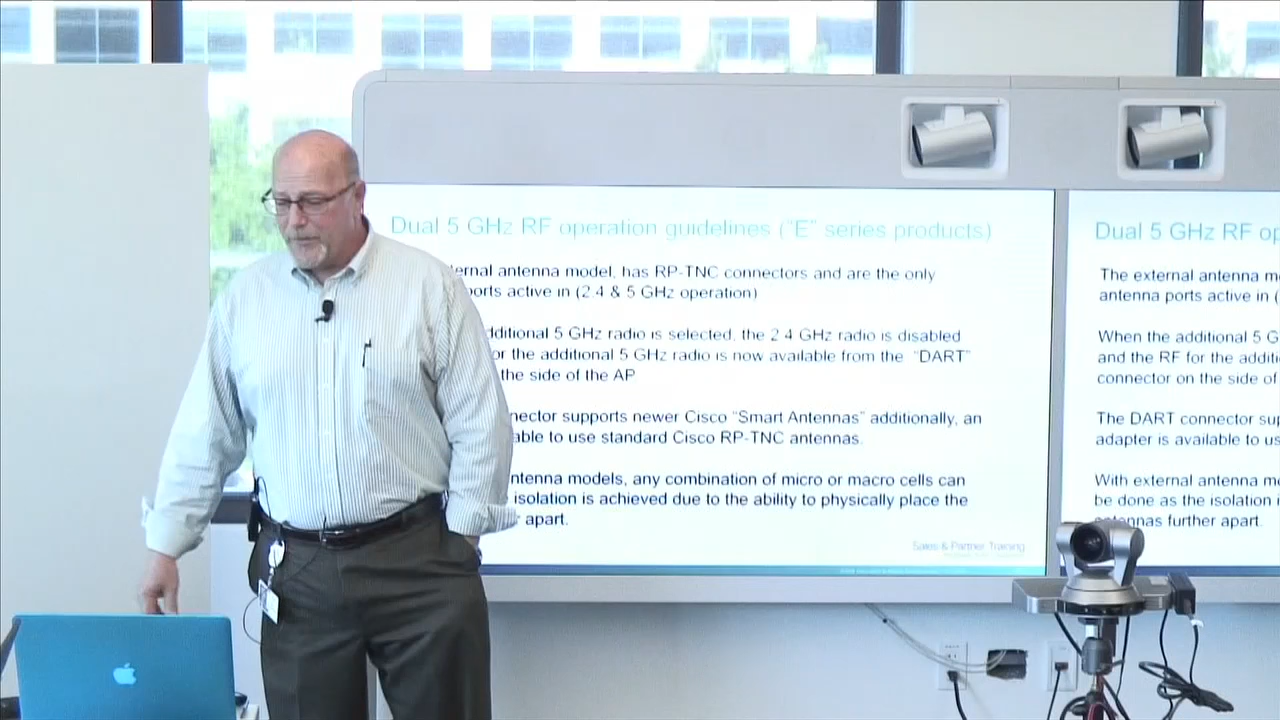 Dual 5 GHz RF operation guidelines ("E" series products)
ernal antenna model, has RP-TNC connectors and are the only
ports active in (2.4 & 5 GHz operation)
dditional 5 GHz radio is selected, the 2.4 GHz radio is disabled
or the additional 5 GHz radio is now available from the "DART"
the side of the AP
nector supports newer Cisco "Smart Antennas" additionally, an
able to use standard Cisco RP-TNC antennas.
ntenna models, any combination of micro or macro cells can
isolation is achieved due to the ability to physically place the
apart.
Sales & Partner Training
Dual 5 GHz RF op
The external antenna m
antenna ports active in (
When the additional 5 G
and the RF for the additi
connector on the side of
The DART connector sup
adapter is available to us
With external antenna mo
be done as the isolation
antennas further apart.